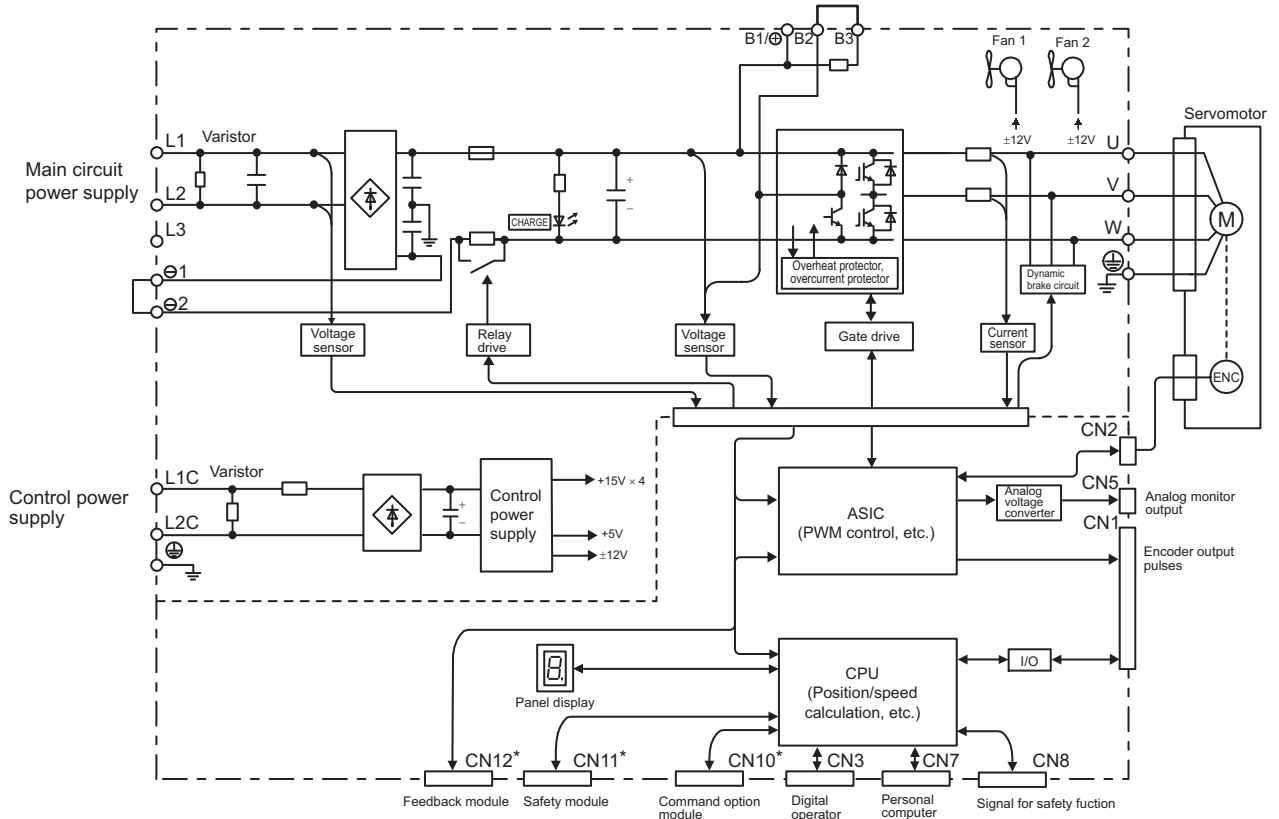 B1/⊕ B2 B3
Fan 1
Fan 2
±12V
±12V
Servomotor
Main circuit
power supply
L1
Varistor
L2
L3
⊖1
⊖2
CHARGE
+
−
Overheat protector,
overcurrent protector
U
V
W
M
Dynamic
brake circuit
Voltage
sensor
Relay
drive
Voltage
sensor
Gate drive
Current
sensor
ENC
Control power
supply
L1C
Varistor
L2C
+
−
Control
power
supply
+15V × 4
+5V
±12V
ASIC
(PWM control, etc.)
Analog
voltage
converter
CN2
CN5
Analog monitor
output
CN1
Encoder output
pulses
8.
Panel display
CPU
(Position/speed
calculation, etc.)
I/O
CN12*
CN11*
CN10*
CN3
CN7
CN8
Feedback module
Safety module
Command option
module
Digital
operator
Personal
computer
Signal for safety fuction